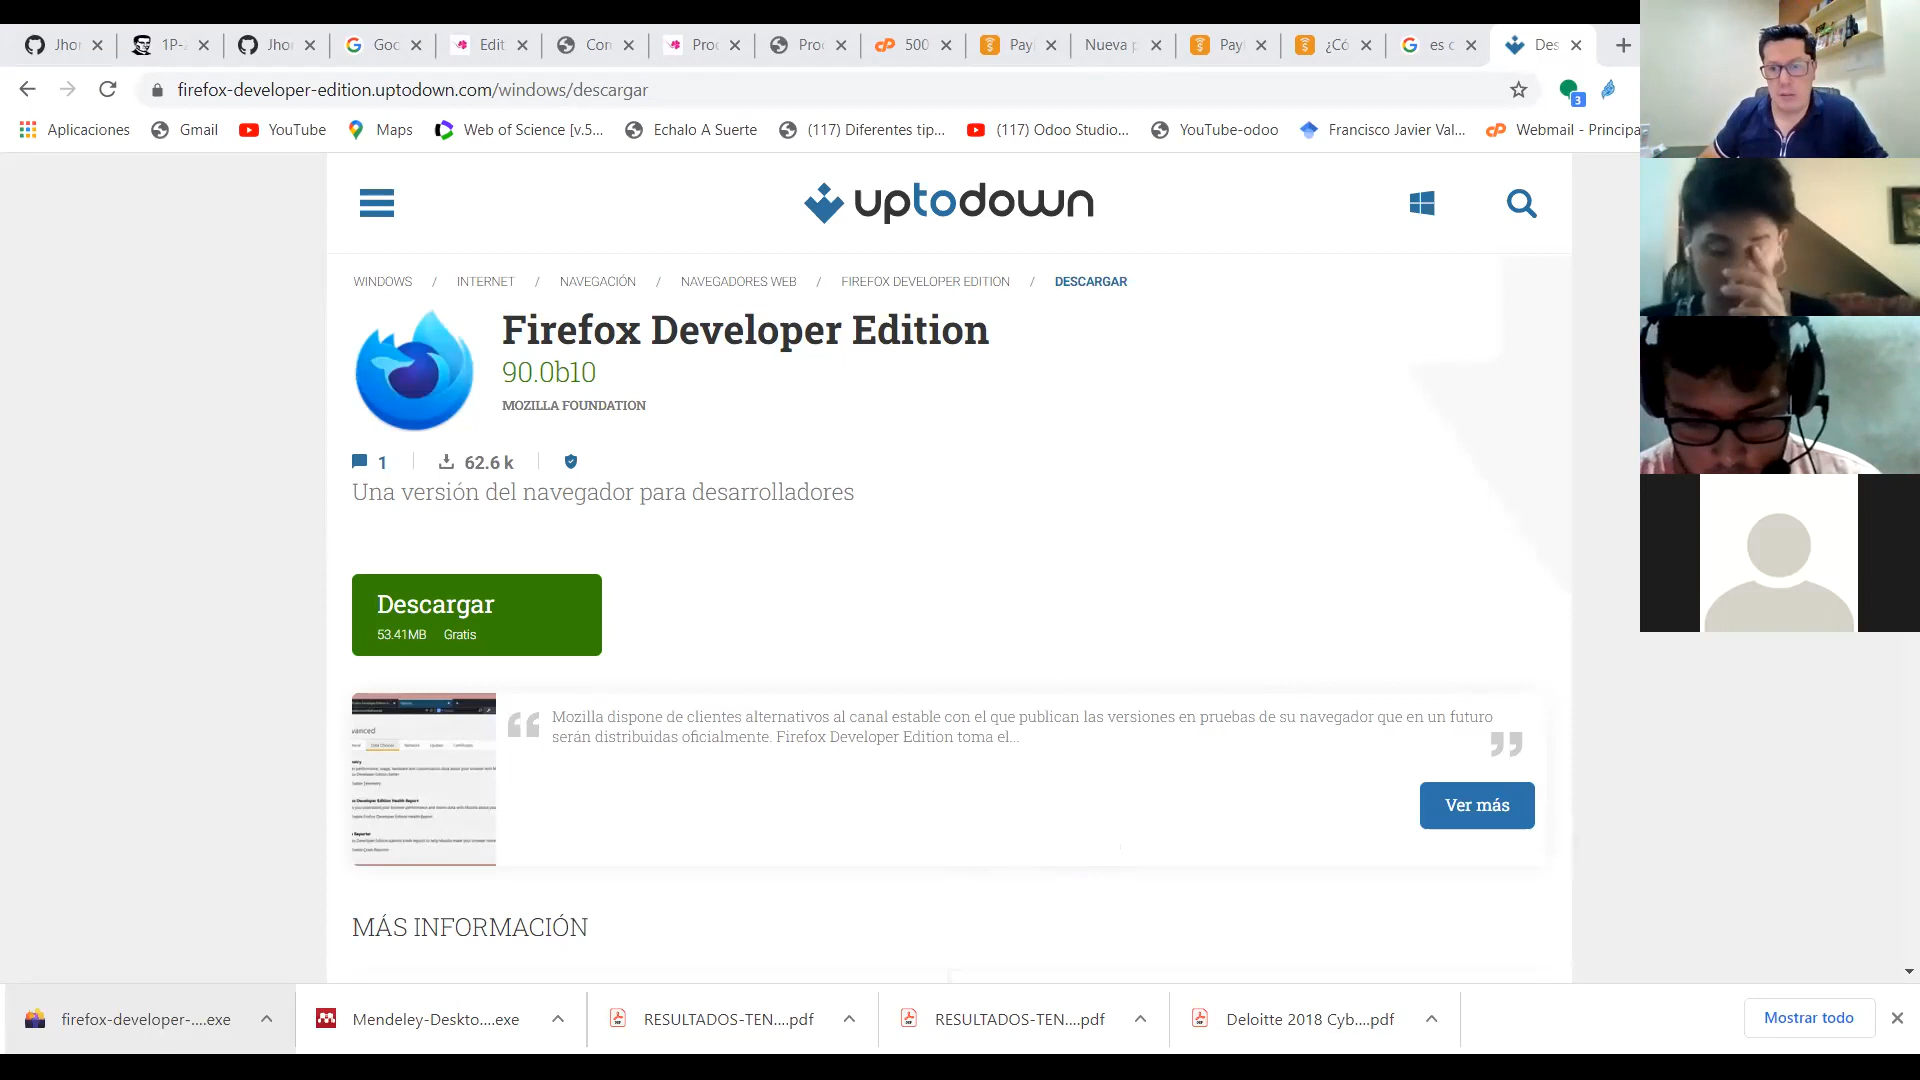 Jhor
1P-z
Jhor
Goc
Edit
Con
Proc
Proc
500
Pay
Nueva p
Pay
¿Có
es c
Des
firefox-developer-edition.uptodown.com/windows/descargar
3
Aplicaciones
Gmail
YouTube
Maps
Web of Science [v.5...
Echalo A Suerte
(117) Diferentes tip...
(117) Odoo Studio...
YouTube-odoo
Francisco Javier Val...
Webmail - Principa
uptodown
WINDOWS / INTERNET / NAVEGACIÓN / NAVEGADORES WEB / FIREFOX DEVELOPER EDITION / DESCARGAR
Firefox Developer Edition
90.0b10
MOZILLA FOUNDATION
1
62.6 k
Una versión del navegador para desarrolladores
Descargar
53.41MB Gratis
Mozilla dispone de clientes alternativos al canal estable con el que publican las versiones en pruebas de su navegador que en un futuro
serán distribuidas oficialmente. Firefox Developer Edition toma el...
Ver más
MÁS INFORMACIÓN
firefox-developer-....exe
Mendeley-Deskto....exe
RESULTADOS-TEN....pdf
RESULTADOS-TEN....pdf
Deloitte 2018 Cyb....pdf
Mostrar todo